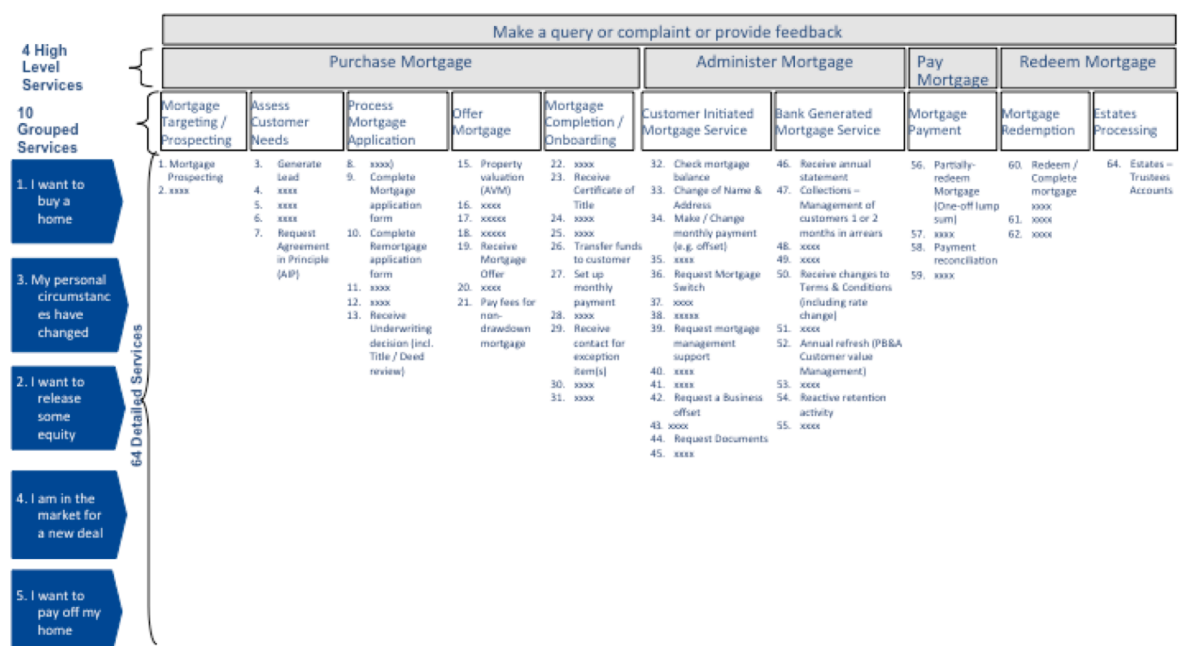 Make a query or complaint or provide feedback
4 High
Level
Services
Purchase Mortgage
Administer Mortgage
Pay
Mortgage
Redeem Mortgage
10
Grouped
Services
Mortgage
Targeting /
Prospecting
Assess
Customer
Needs
Process
Mortgage
Application
Offer
Mortgage
Mortgage
Completion /
Onboarding
Customer Initiated
Mortgage Service
Bank Generated
Mortgage Service
Mortgage
Payment
Mortgage
Redemption
Estates
Processing
1. I want to
buy a
home
3. My personal
circumstanc
es have
changed
2. I want to
release
some
equity
4. I am in the
market for
a new deal
5. I want to
pay off my
home
64 Detailed Services
1. Mortgage
Prospecting
2. xxxx
3. Generate
Lead
4. xxxx
5. xxxx
6. xxxx
7. Request
Agreement
in Principle
(AIP)
8. xxxx)
9. Complete
Mortgage
application
form
10. Complete
Remortgage
application
form
11. xxxx
12. xxxx
13. Receive
Underwriting
decision (incl.
Title / Deed
review)
15. Property
valuation
(AVM)
16. xxxx
17. xxxxx
18. xxxxx
19. Receive
Mortgage
Offer
20. xxxx
21. Pay fees for
non-
drawdown
mortgage
22. xxxx
23. Receive
Certificate of
Title
24. xxxx
25. xxxx
26. Transfer funds
to customer
27. Set up
monthly
payment
28. xxxx
29. Receive
contact for
exception
item(s)
30. xxxx
31. xxxx
32. Check mortgage
balance
33. Change of Name &
Address
34. Make / Change
monthly payment
(e.g. offset)
35. xxxx
36. Request Mortgage
Switch
37. xxxx
38. xxxxx
39. Request mortgage
management
support
40. xxxx
41. xxxx
42. Request a Business
offset
43. xxxx
44. Request Documents
45. xxxx
46. Receive annual
statement
47. Collections –
Management of
customers 1 or 2
months in arrears
48. xxxx
49. xxxx
50. Receive changes to
Terms & Conditions
(including rate
change)
51. xxxx
52. Annual refresh (PB&A
Customer value
Management)
53. xxxx
54. Reactive retention
activity
55. xxxx
56. Partially-
redeem
Mortgage
(One-off lump
sum)
57. xxxx
58. Payment
reconciliation
59. xxxx
60. Redeem /
Complete
mortgage
xxxx
61. xxxx
62. xxxx
64. Estates –
Trustees
Accounts